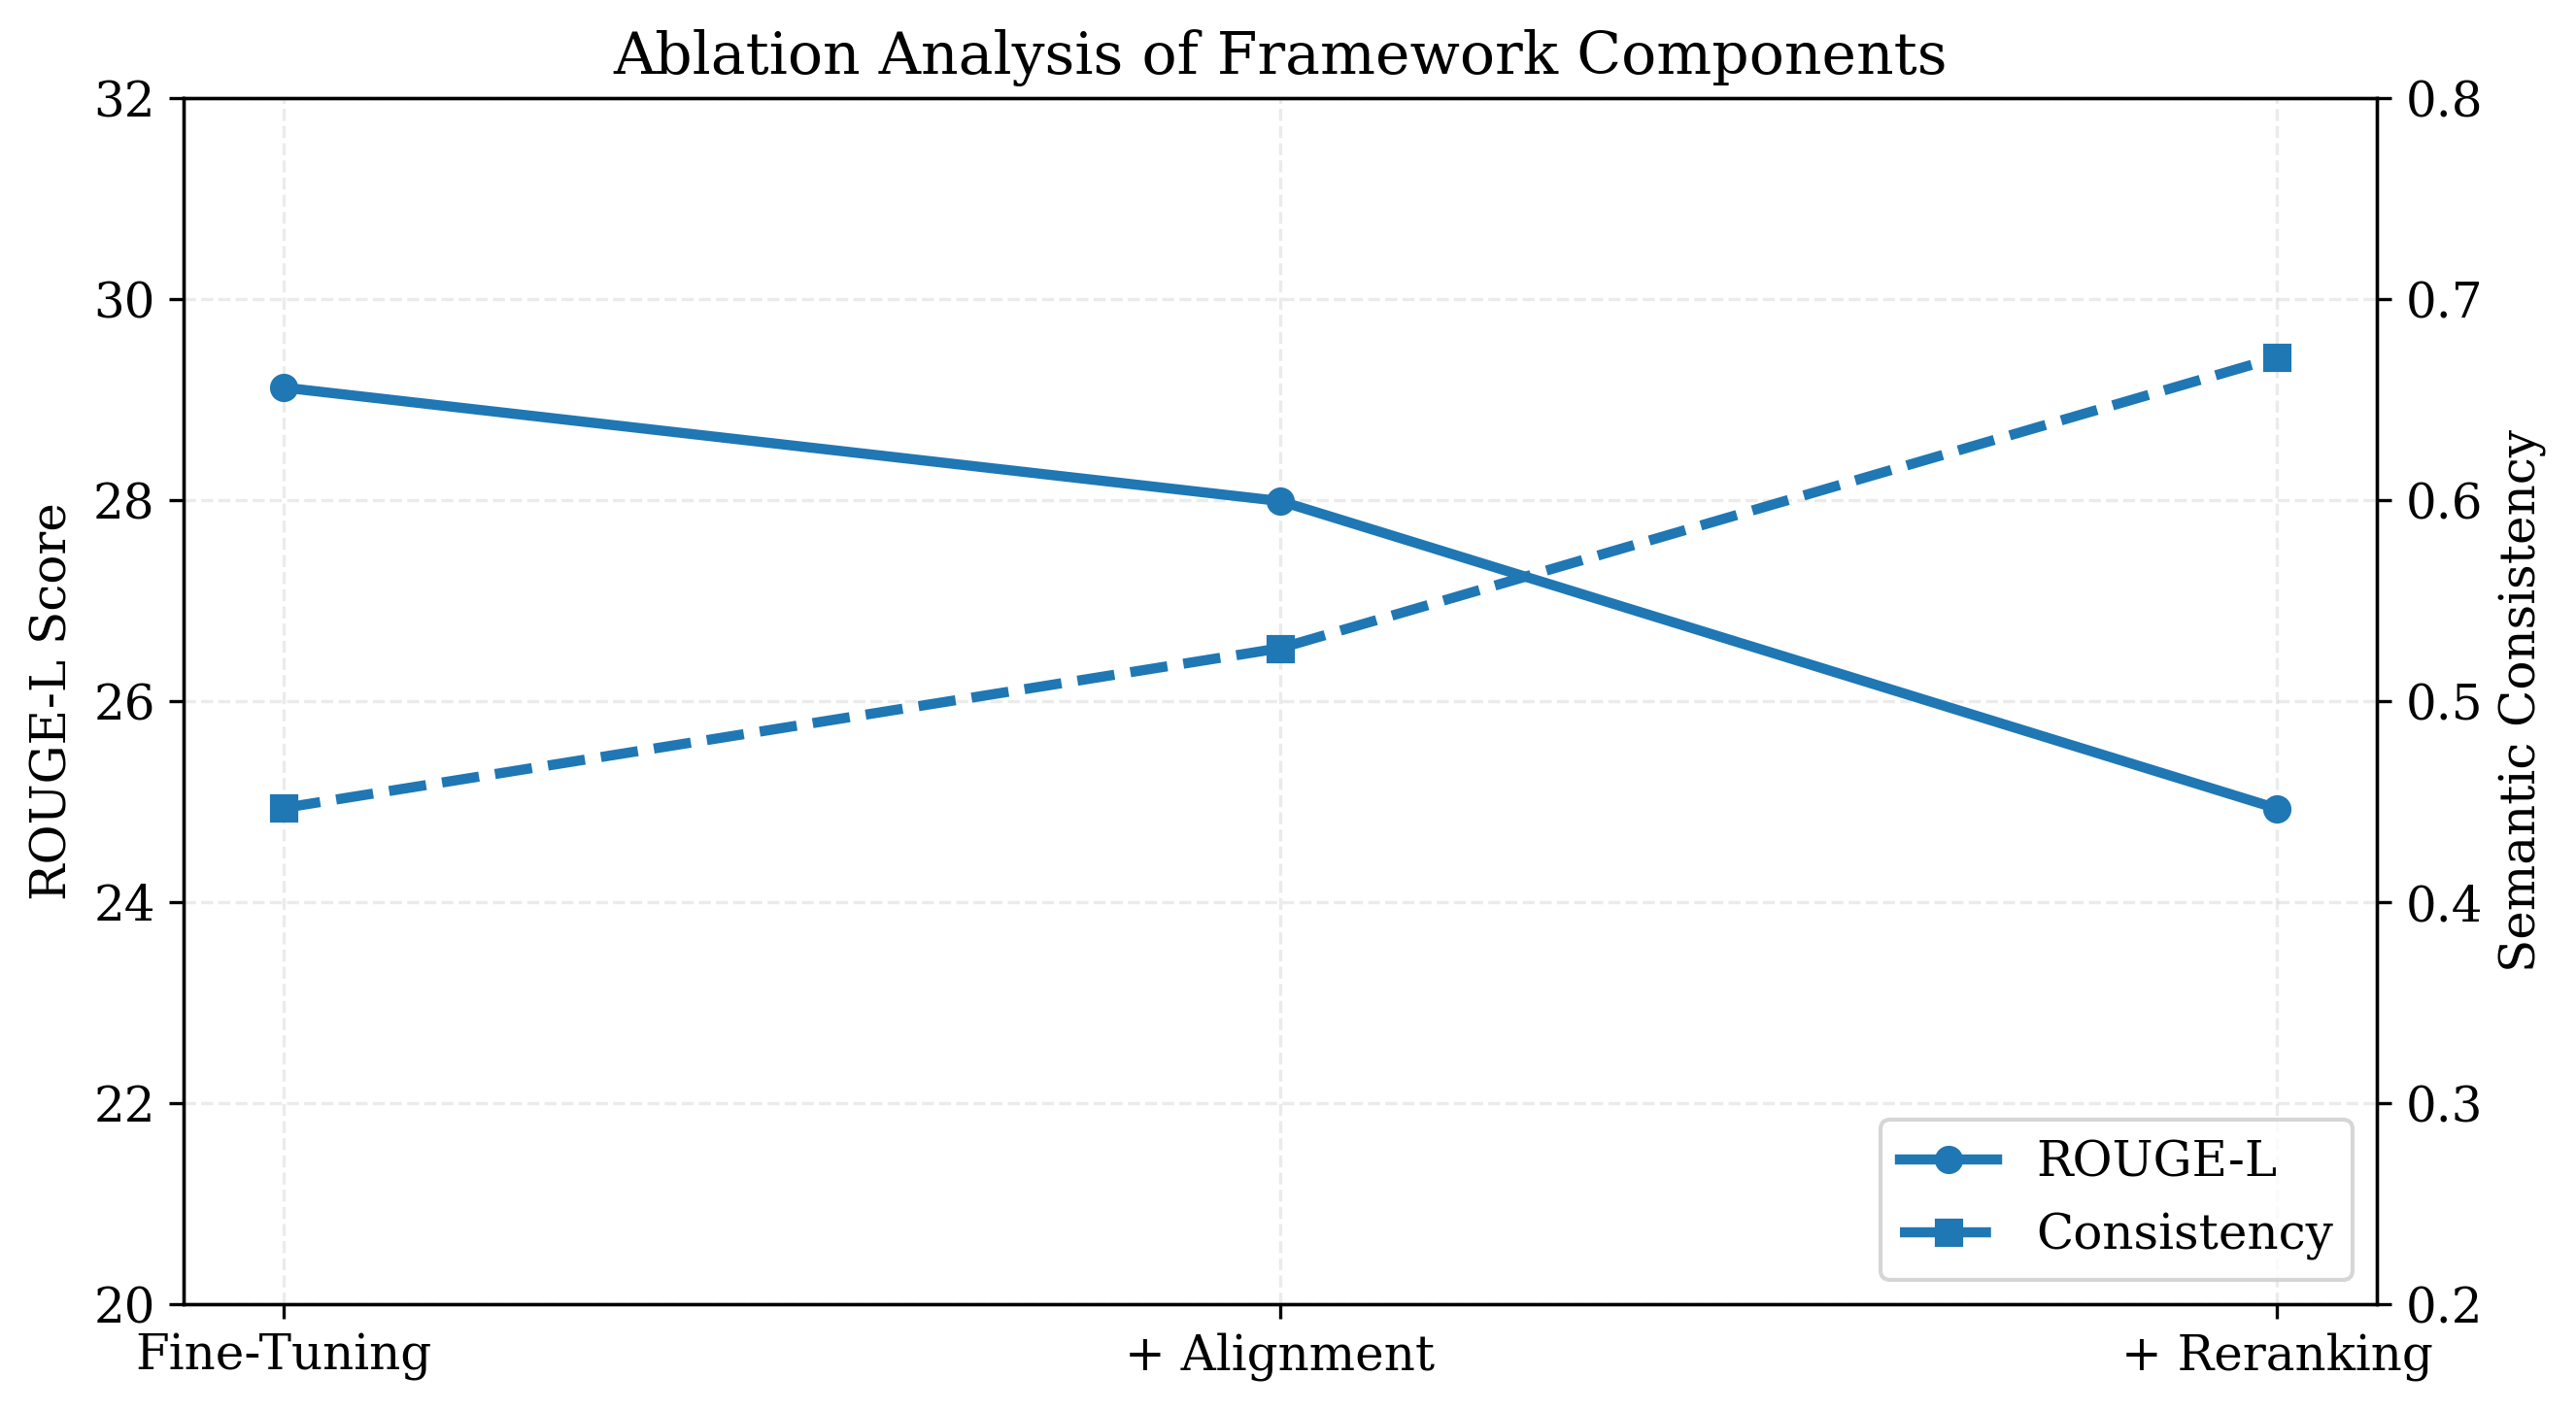 Ablation Analysis of Framework Components
ROUGE-L Score
32
30
28
26
24
22
20
0.8
0.7
0.6
0.5
0.4
0.3
0.2
Semantic Consistency
ROUGE-L
Consistency
Fine-Tuning
+ Alignment
+ Reranking